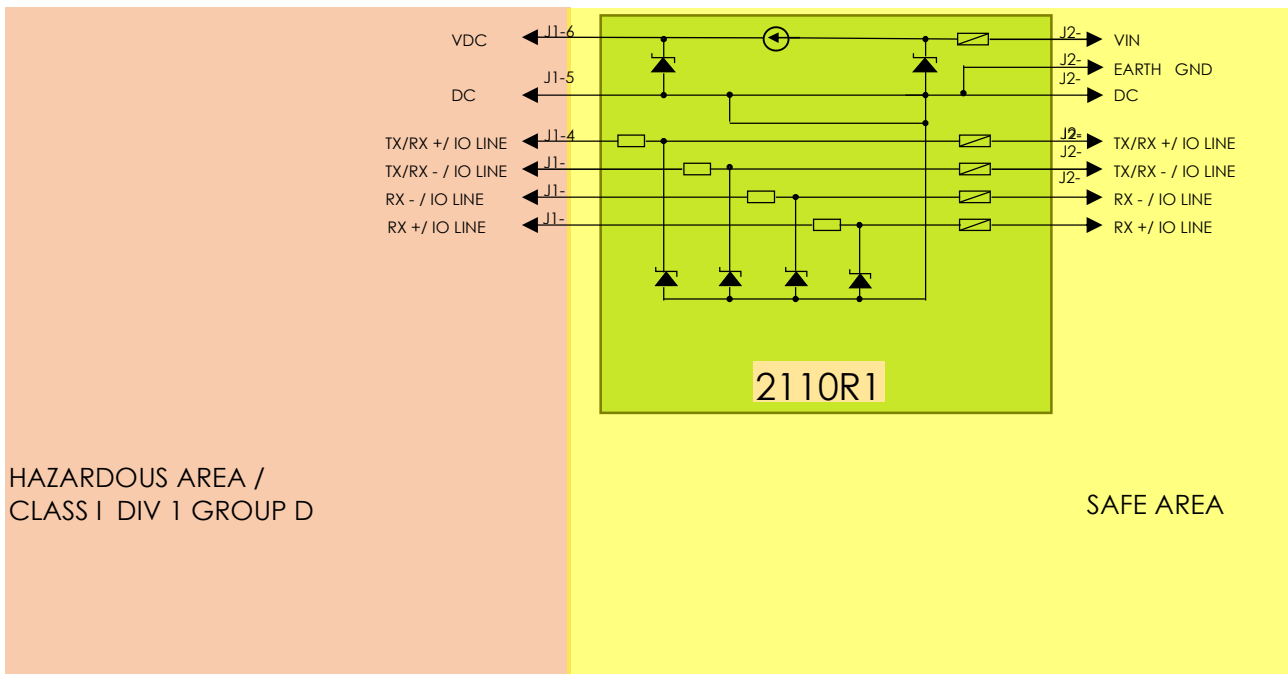 VDC J1-6 J2- VIN
J2- EARTH GND
DC J1-5 J2- DC
TX/RX +/ IO LINE J1-4 J2- TX/RX +/ IO LINE
TX/RX - / IO LINE J1- J2- TX/RX - / IO LINE
RX - / IO LINE J1- J2- RX - / IO LINE
RX +/ IO LINE J1- RX +/ IO LINE
2110R1
HAZARDOUS AREA /
CLASS I DIV 1 GROUP D
SAFE AREA